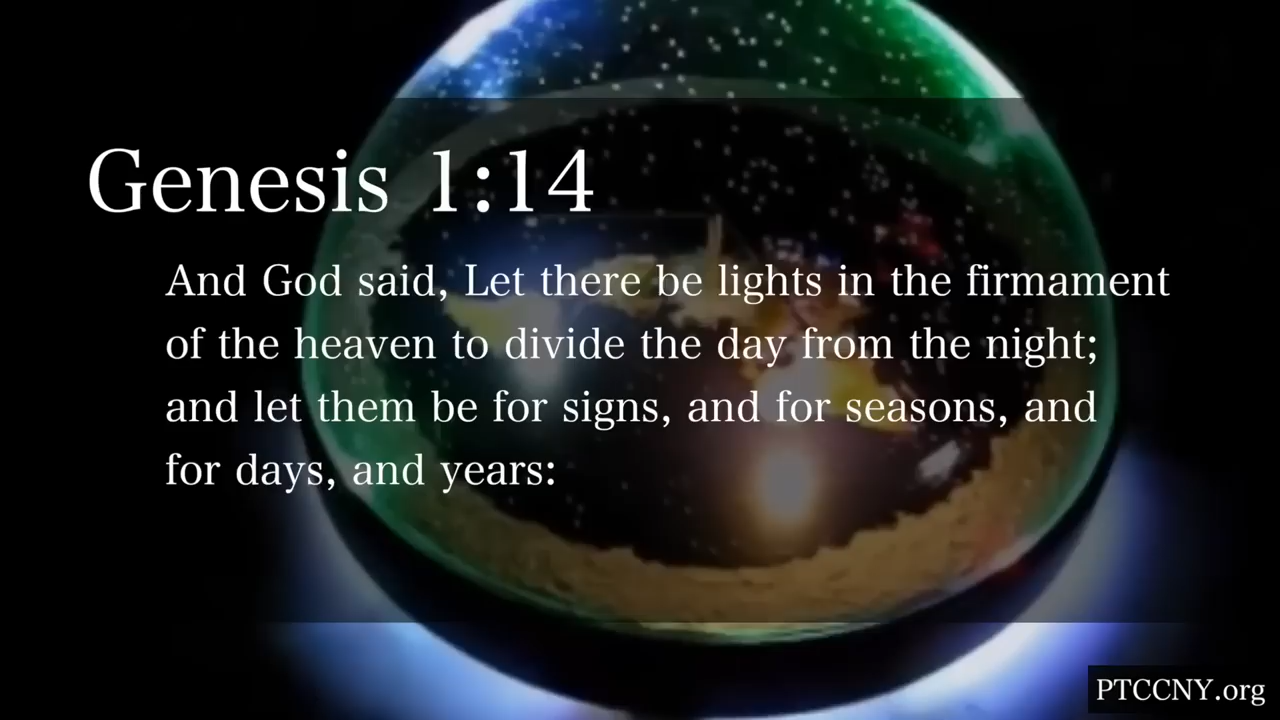 Genesis 1:14
And God said, Let there be lights in the firmament
of the heaven to divide the day from the night;
and let them be for signs, and for seasons, and
for days, and years:
PTCCNY.org